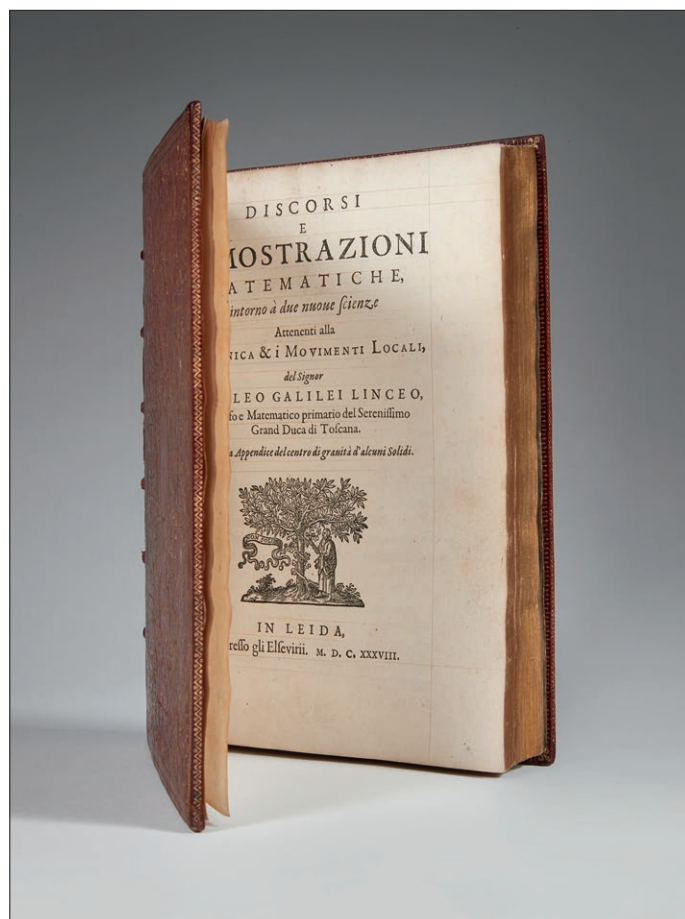 DISCORSI
E
MOSTRAZIONI
ATEMATICHE,
intorno à due nuoue ſcienze
Attenenti alla
NICA & i MOVIMENTI LOCALI,
del Signor
LEO GALILEI LINCEO,
fo e Matematico primario del Sereniſſimo
Grand Duca di Toſcana.
a Appendice del centro di grauità d'alcuni Solidi.
IN LEIDA,
reſſo gli Elſevirii. M. D. C. XXXVIII.